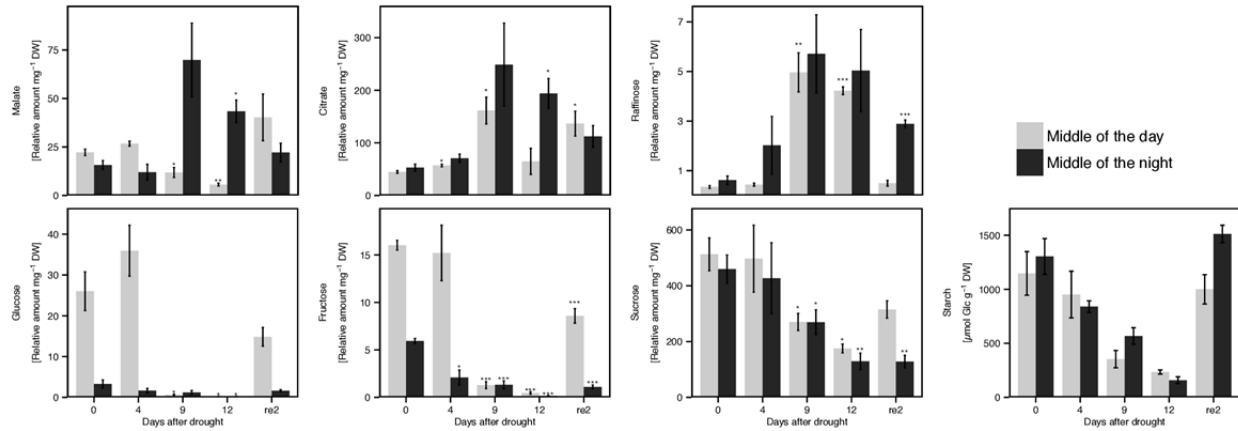 Malate
[Relative amount mg⁻¹ DW]
75
50
25
0
*
**
*
Citrate
[Relative amount mg⁻¹ DW]
300
200
100
0
*
*
*
*
Raffinose
[Relative amount mg⁻¹ DW]
7
5
3
1
**
***
***
Middle of the day
Middle of the night
Glucose
[Relative amount mg⁻¹ DW]
40
30
20
10
0
*
*
*
0 4 9 12 re2
Days after drought
Fructose
[Relative amount mg⁻¹ DW]
15
10
5
0
*
***
***
***
***
***
***
0 4 9 12 re2
Days after drought
Sucrose
[Relative amount mg⁻¹ DW]
600
400
200
0
*
*
*
**
**
0 4 9 12 re2
Days after drought
Starch
[µmol Glc g⁻¹ DW]
1500
1000
500
0
0 4 9 12 re2
Days after drought